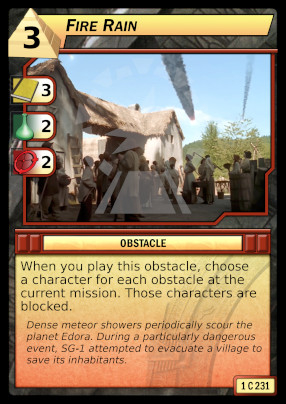 3
FIRE RAIN
3
2
2
OBSTACLE
When you play this obstacle, choose
a character for each obstacle at the
current mission. Those characters are
blocked.
Dense meteor showers periodically scour the
planet Edora. During a particularly dangerous
event, SG-1 attempted to evacuate a village to
save its inhabitants.
1 C 231